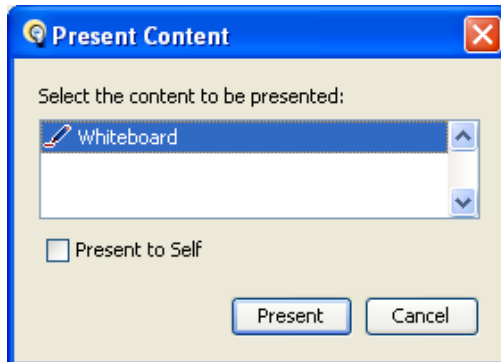 Present Content
Select the content to be presented:
Whiteboard
Present to Self
Present Cancel